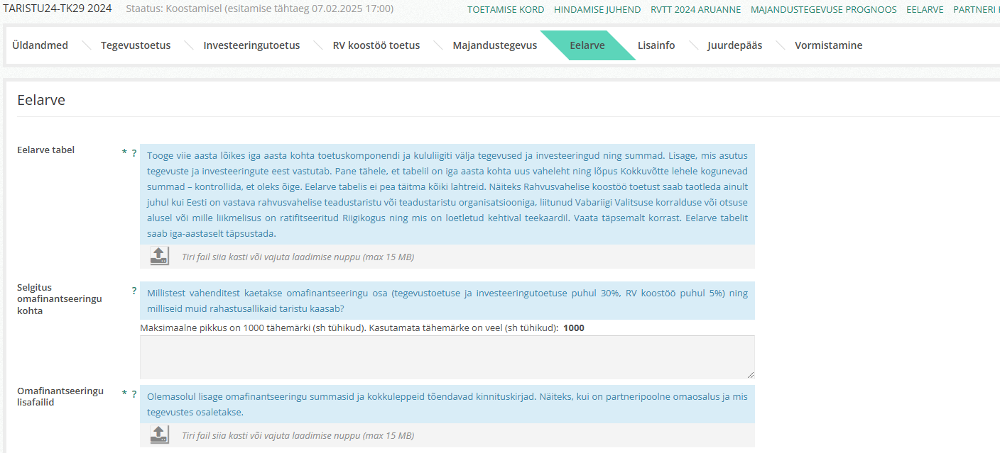 TARISTU24-TK29 2024 Staatus: Koostamisel (esitamise tähtaeg 07.02.2025 17:00) TOETAMISE KORD HINDAMISE JUHEND RVTT 2024 ARUANNE MAJANDUSTEGEVUSE PROGNOOS EELARVE PARTNERI
Üldandmed Tegevustoetus Investeeringutoetus RV koostöö toetus Majandustegevus Eelarve Lisainfo Juurdepääs Vormistamine
Eelarve
Eelarve tabel * ?
Tooge viie aasta lõikes iga aasta kohta toetuskomponendi ja kululiigiti välja tegevused ja investeeringud ning summad. Lisage, mis asutus
tegevuste ja investeeringute eest vastutab. Pane tähele, et tabelil on iga aasta kohta uus vaheleht ning lõpus Kokkuvõtte lehele kogunevad
summad – kontrollida, et oleks õige. Eelarve tabelis ei pea täitma kõiki lahtreid. Näiteks Rahvusvahelise koostöö toetust saab taotleda ainult
juhul kui Eesti on vastava rahvusvahelise teadustaristu või teadustaristu organisatsiooniga, liitunud Vabariigi Valitsuse korralduse või otsuse
alusel või mille liikmelisus on ratifitseeritud Riigikogus ning mis on loetletud kehtival teekaardil. Vaata täpsemalt korrast. Eelarve tabelit
saab iga-aastaselt täpsustada.
Tiri fail siia kasti või vajuta laadimise nuppu (max 15 MB)
Selgitus
omafinantseeringu
kohta
?
Millistest vahenditest kaetakse omafinantseeringu osa (tegevustoetuse ja investeeringutoetuse puhul 30%, RV koostöö puhul 5%) ning
milliseid muid rahastusallikaid taristu kaasab?
Maksimaalne pikkus on 1000 tähemärki (sh tühikud). Kasutamata tähemärke on veel (sh tühikud): 1000
Omafinantseeringu
lisafailid
* ?
Olemasolul lisage omafinantseeringu summasid ja kokkuleppeid tõendavad kinnituskirjad. Näiteks, kui on partneripoolne omaosalus ja mis
tegevustes osaletakse.
Tiri fail siia kasti või vajuta laadimise nuppu (max 15 MB)